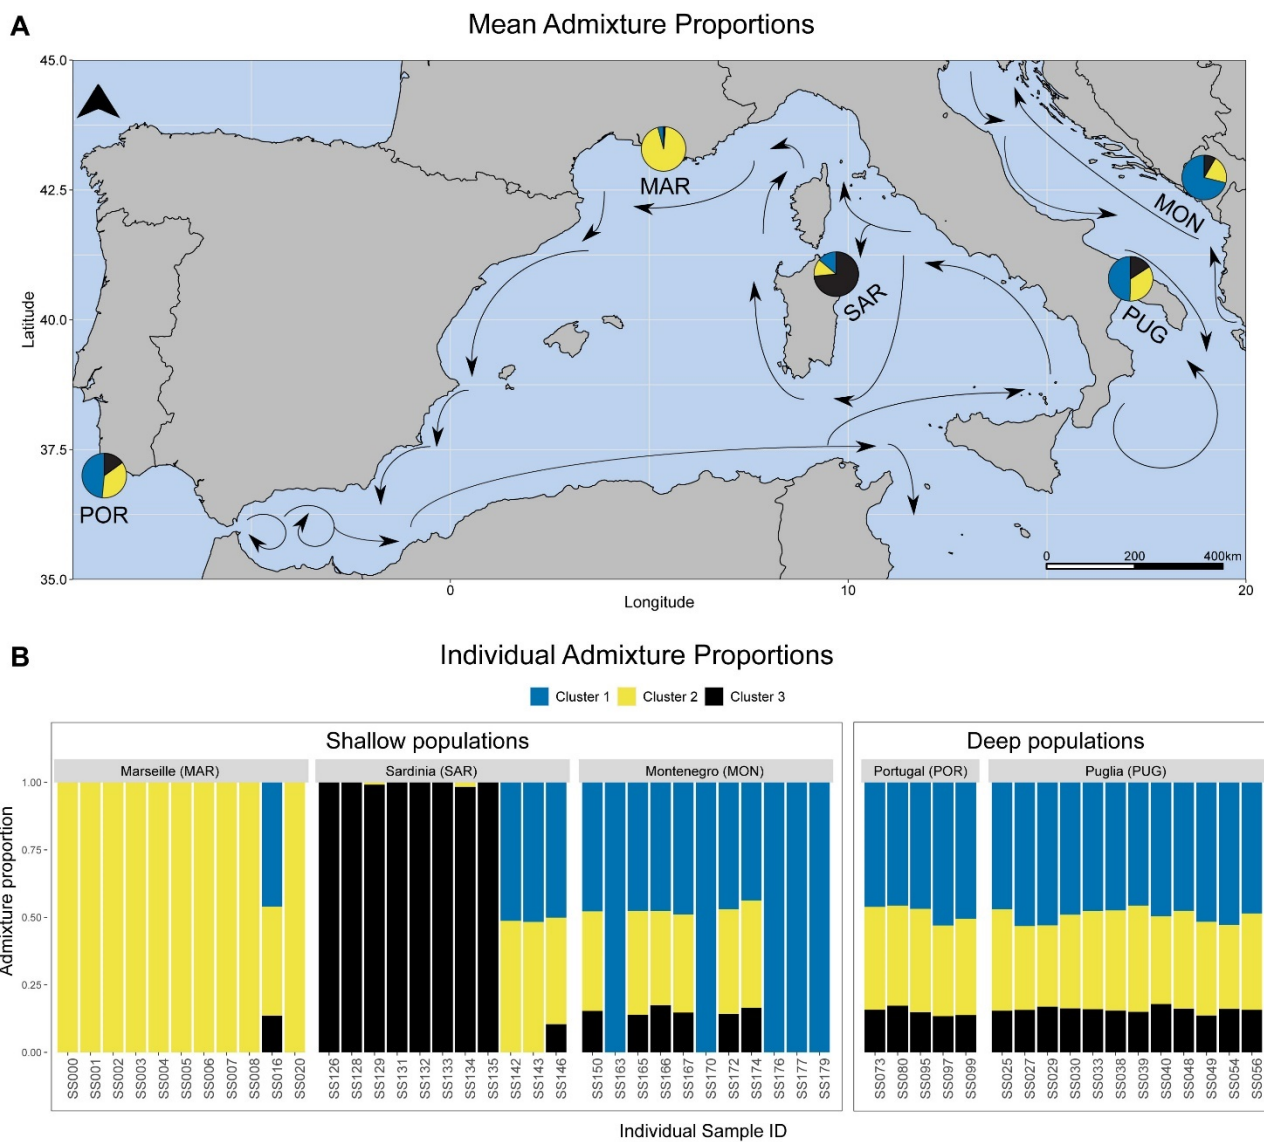 A
Mean Admixture Proportions
45.0
42.5
40.0
37.5
35.0
Latitude
MAR
MON
SAR
PUG
POR
0 200 400km
0 10 20
Longitude
B
Individual Admixture Proportions
Cluster 1 Cluster 2 Cluster 3
Shallow populations Deep populations
Marseille (MAR) Sardinia (SAR) Montenegro (MON) Portugal (POR) Puglia (PUG)
1.00
0.75
0.50
0.25
0.00
Admixture proportion
SS000 SS001 SS002 SS003 SS004 SS005 SS006 SS007 SS008 SS016 SS020 SS126 SS128 SS129 SS131 SS132 SS133 SS134 SS135 SS142 SS143 SS146 SS150 SS163 SS165 SS166 SS167 SS170 SS172 SS174 SS176 SS177 SS179 SS073 SS080 SS095 SS097 SS099 SS025 SS027 SS029 SS030 SS033 SS038 SS039 SS040 SS048 SS049 SS054 SS056
Individual Sample ID